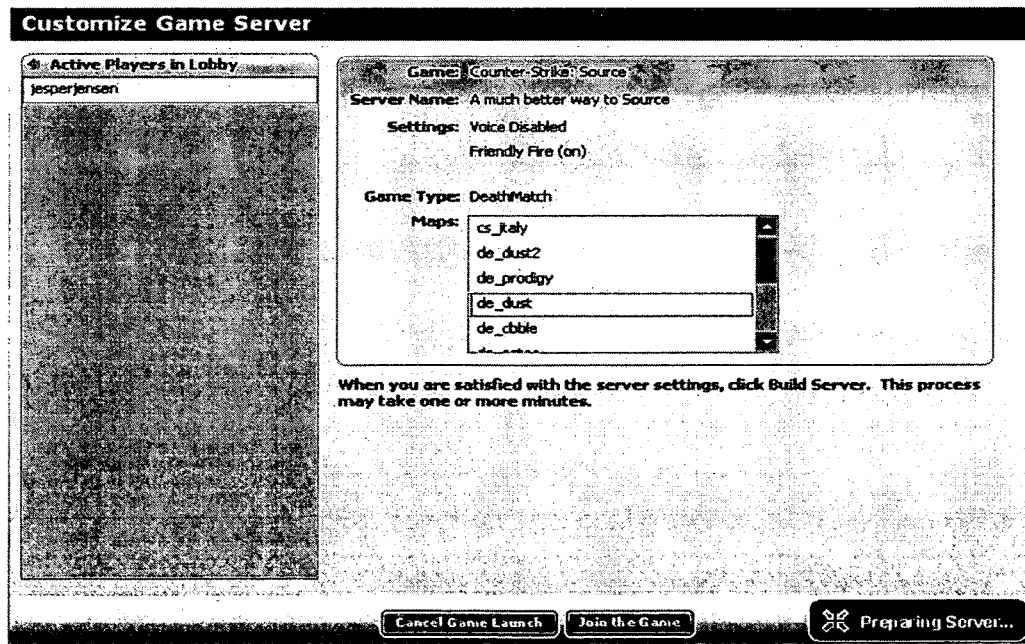 Customize Game Server
Active Players in Lobby
jesperjensen
Game: Counter-Strike: Source
Server Name: A much better way to Source
Settings: Voice Disabled
Friendly Fire (on)
Game Type: DeathMatch
Maps: cs_italy
de_dust2
de_prodigy
de_dust
de_cbble
When you are satisfied with the server settings, click Build Server. This process
may take one or more minutes.
Cancel Game Launch
Join the Game
Preparing Server...